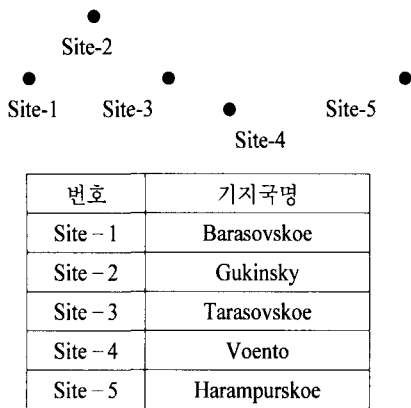 Site-2
Site-1 Site-3 Site-5
Site-4
번호 기지국명
Site－1 Barasovskoe
Site－2 Gukinsky
Site－3 Tarasovskoe
Site－4 Voento
Site－5 Harampurskoe